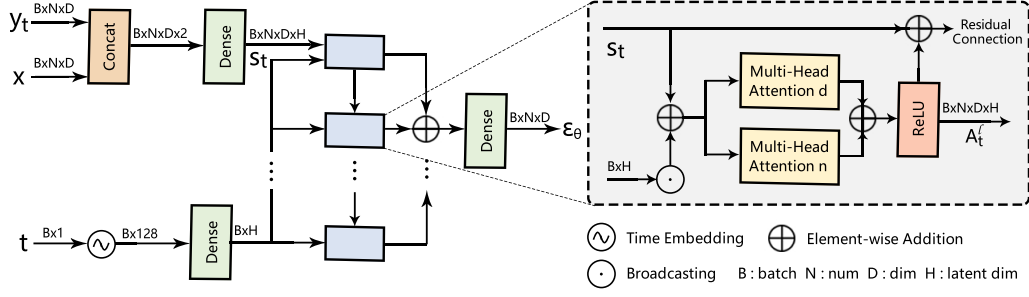 y_t
BxNxD
x
BxNxD
Concat
BxNxDx2
Dense
BxNxDxH
S_t
Dense
BxNxD
ε_θ
t
Bx1
Bx128
Dense
BxH
S_t
BxH
Multi-Head
Attention d
Multi-Head
Attention n
ReLU
Residual
Connection
BxNxDxH
A_t^r
Time Embedding
Element-wise Addition
Broadcasting
B : batch N : num D : dim H : latent dim